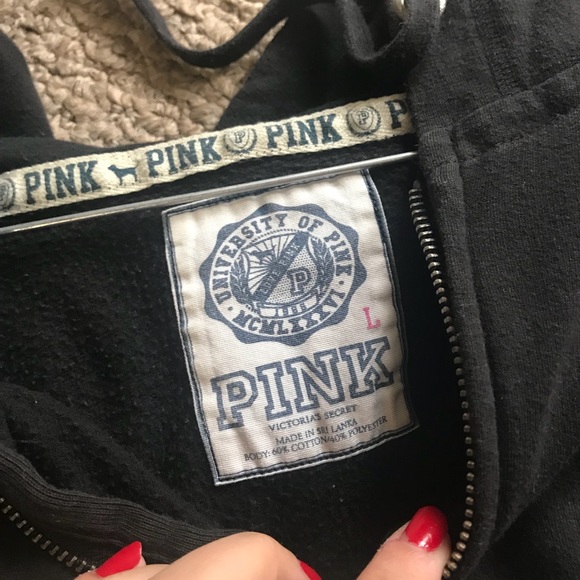 PINK PINK P PINK P
UNIVERSITY OF PINK
P
1986
MCMLXXXVI
L
PINK
VICTORIA'S SECRET
MADE IN SRI LANKA
BODY: 60% COTTON/40% POLYESTER